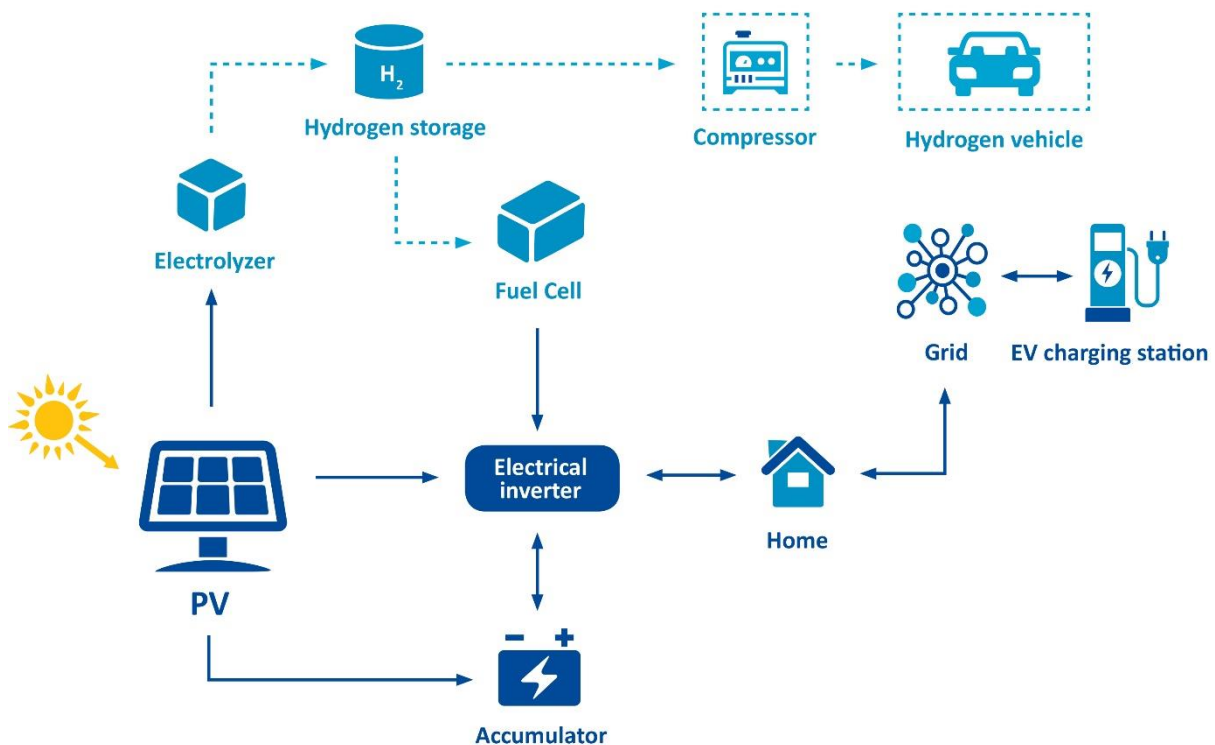 H₂
Hydrogen storage
Compressor
Hydrogen vehicle
Electrolyzer
Fuel Cell
Grid
EV charging station
Electrical
inverter
Home
PV
- +
Accumulator